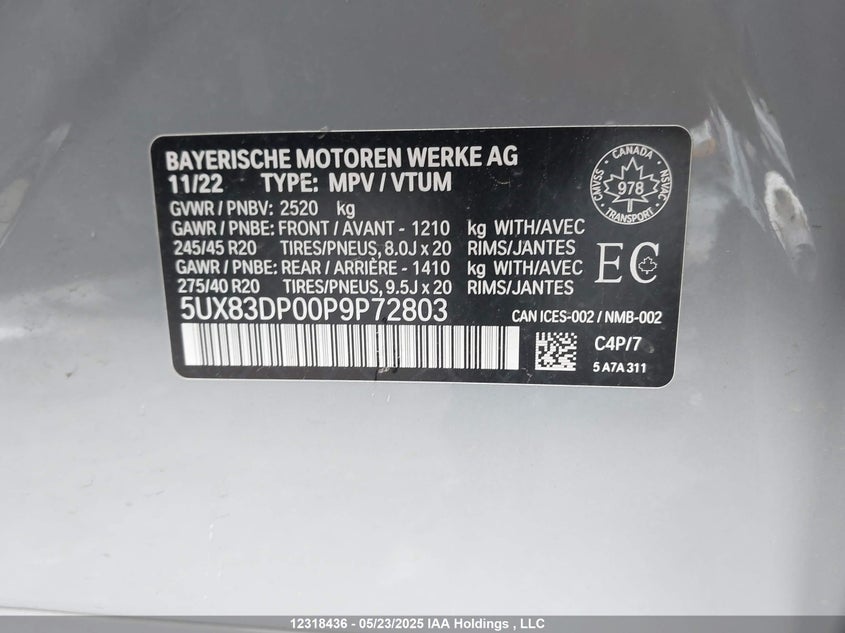 BAYERISCHE MOTOREN WERKE AG
11/22 TYPE: MPV / VTUM
GVWR / PNBV: 2520 kg
GAWR / PNBE: FRONT / AVANT - 1210 kg WITH/AVEC
245/45 R20 TIRES/PNEUS, 8.0J x 20 RIMS/JANTES
GAWR / PNBE: REAR / ARRIÈRE - 1410 kg WITH/AVEC
275/40 R20 TIRES/PNEUS, 9.5J x 20 RIMS/JANTES
5UX83DP00P9P72803
CANADA
CMVSS 978 NSVAC
TRANSPORT
EC
CAN ICES-002 / NMB-002
C4P/7
5 A7A 311
12318436 - 05/23/2025 IAA Holdings , LLC